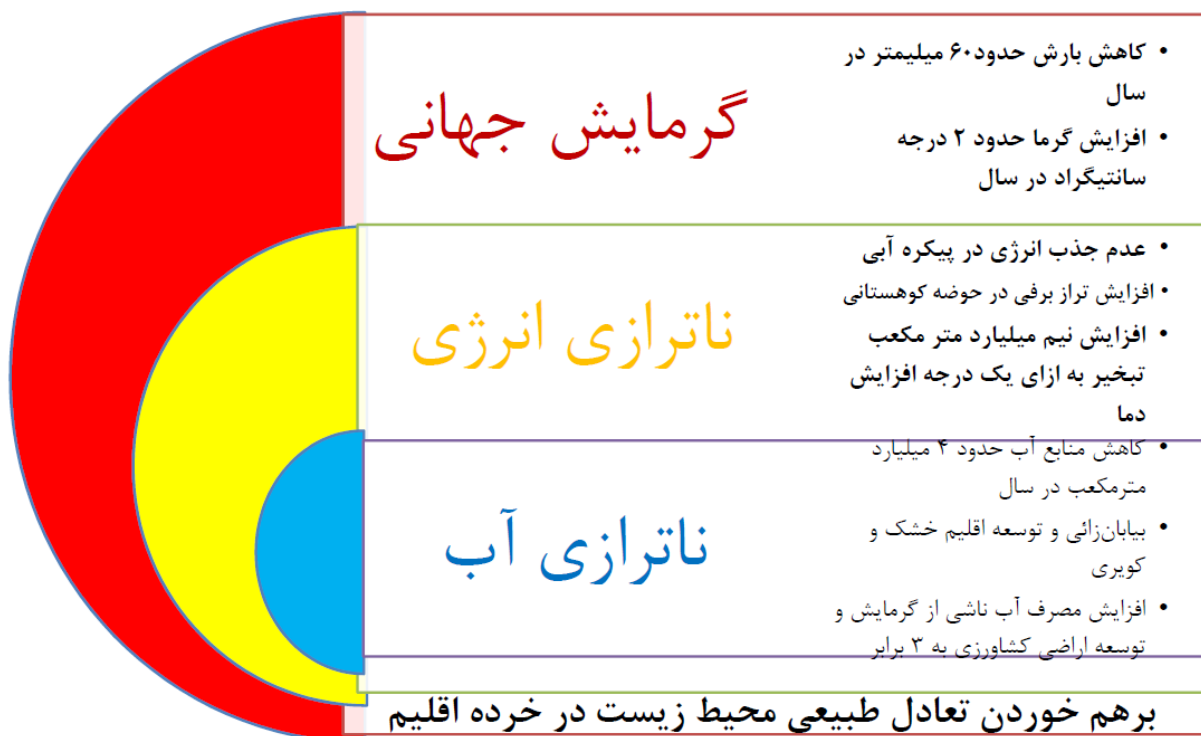 گرمایش جهانی
• کاهش بارش حدود۶۰ میلیمتر در
سال
• افزایش گرما حدود ۲ درجه
سانتیگراد در سال
ناترازی انرژی
• عدم جذب انرژی در پیکره آبی
• افزایش تراز برفی در حوضه کوهستانی
• افزایش نیم میلیارد متر مکعب
تبخیر به ازای یک درجه افزایش
دما
ناترازی آب
• کاهش منابع آب حدود ۴ میلیارد
مترمکعب در سال
• بیابان‌زائی و توسعه اقلیم خشک و
کویری
• افزایش مصرف آب ناشی از گرمایش و
توسعه اراضی کشاورزی به ۳ برابر
برهم خوردن تعادل طبیعی محیط زیست در خرده اقلیم